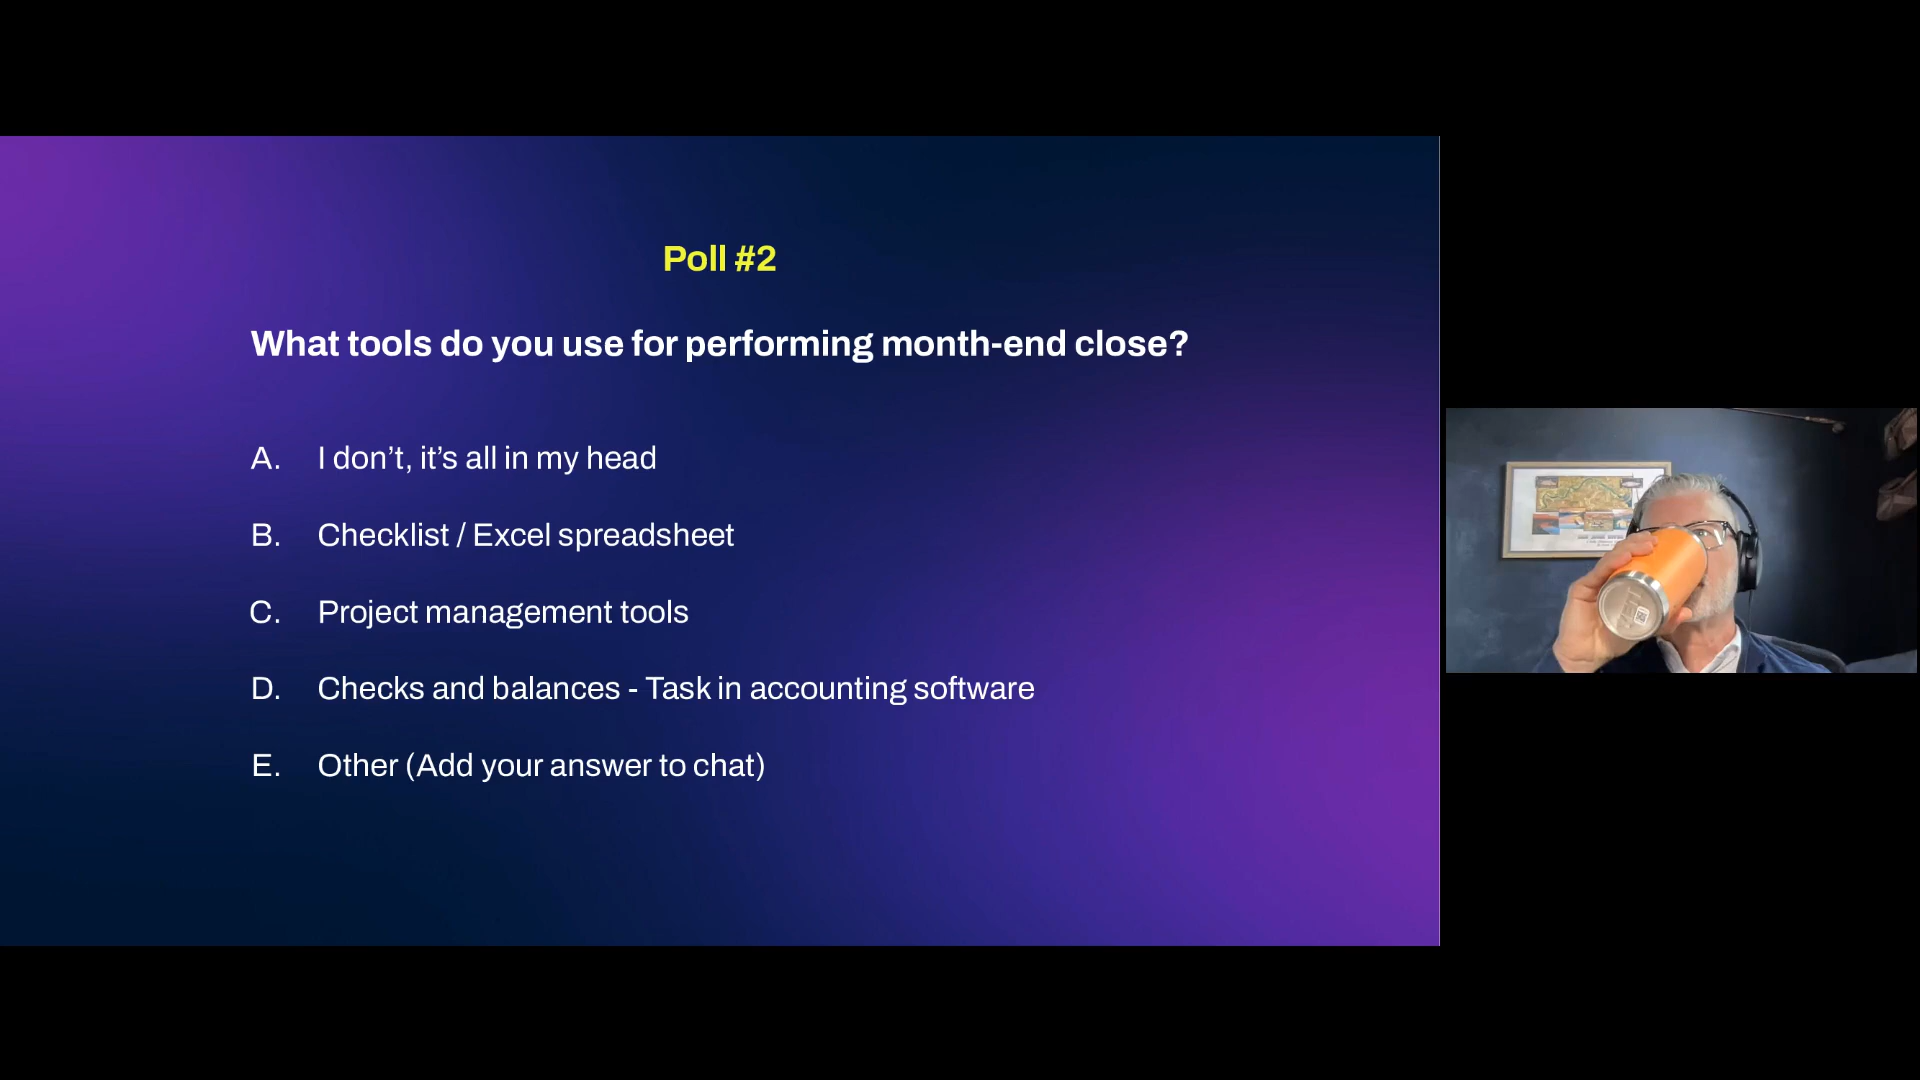 Poll #2
What tools do you use for performing month-end close?
A. I don’t, it’s all in my head
B. Checklist / Excel spreadsheet
C. Project management tools
D. Checks and balances - Task in accounting software
E. Other (Add your answer to chat)